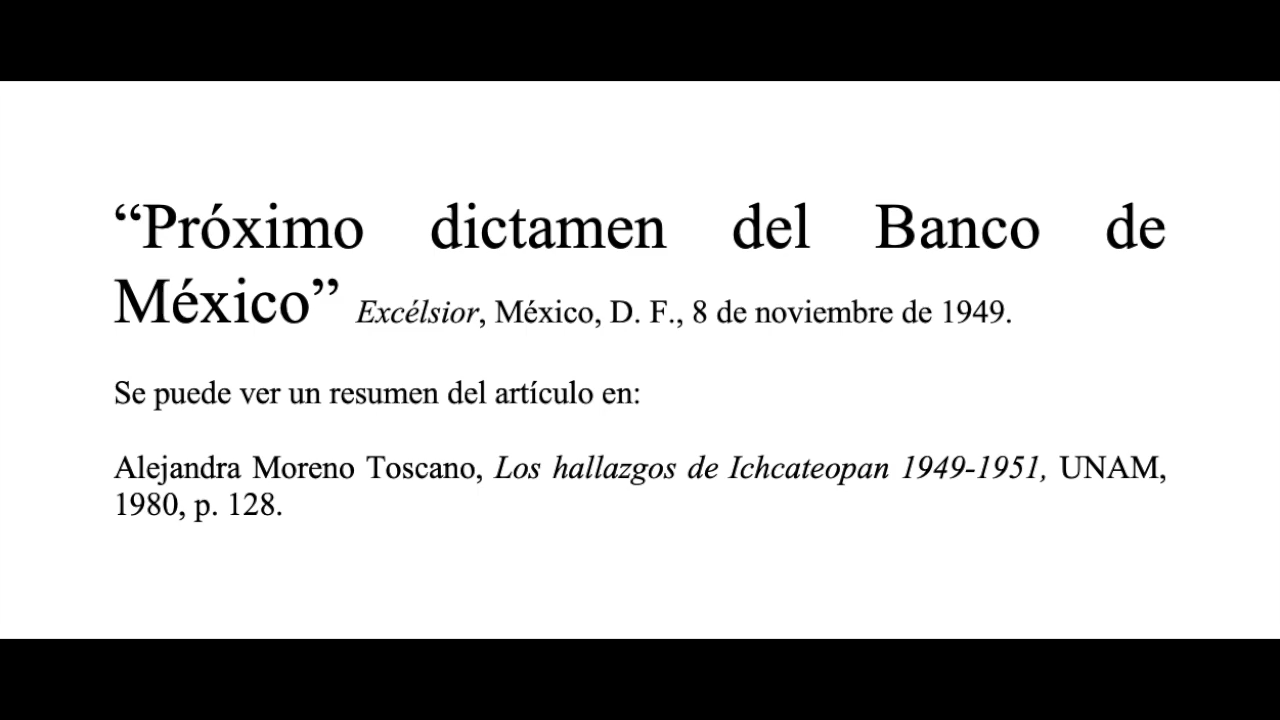 “Próximo dictamen del Banco de
México” Excélsior, México, D. F., 8 de noviembre de 1949.
Se puede ver un resumen del artículo en:
Alejandra Moreno Toscano, Los hallazgos de Ichcateopan 1949-1951, UNAM,
1980, p. 128.